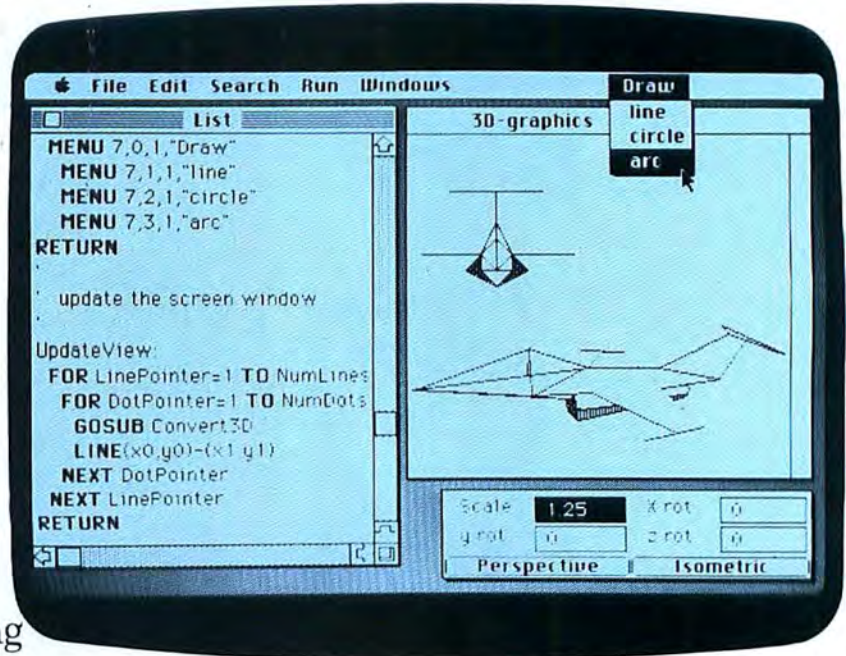 File Edit Search Run Windows Draw
line
circle
arc
List
MENU 7,0,1,"Draw"
MENU 7,1,1,"line"
MENU 7,2,1,"circle"
MENU 7,3,1,"arc"
RETURN
'
' update the screen window
'
UpdateView:
FOR LinePointer=1 TO NumLines
FOR DotPointer=1 TO NumDots
GOSUB Convert3D
LINE(x0,y0)-(x1,y1)
NEXT DotPointer
NEXT LinePointer
RETURN
3D-graphics
Scale 1.25 X rot 0
y rot 0 z rot 0
Perspective Isometric